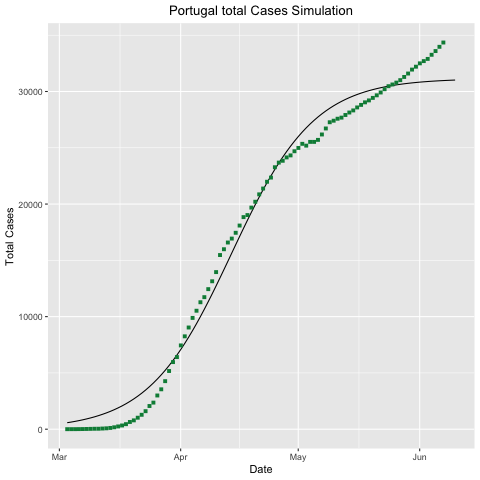 Portugal total Cases Simulation
Total Cases
30000
20000
10000
0
Mar Apr May Jun
Date